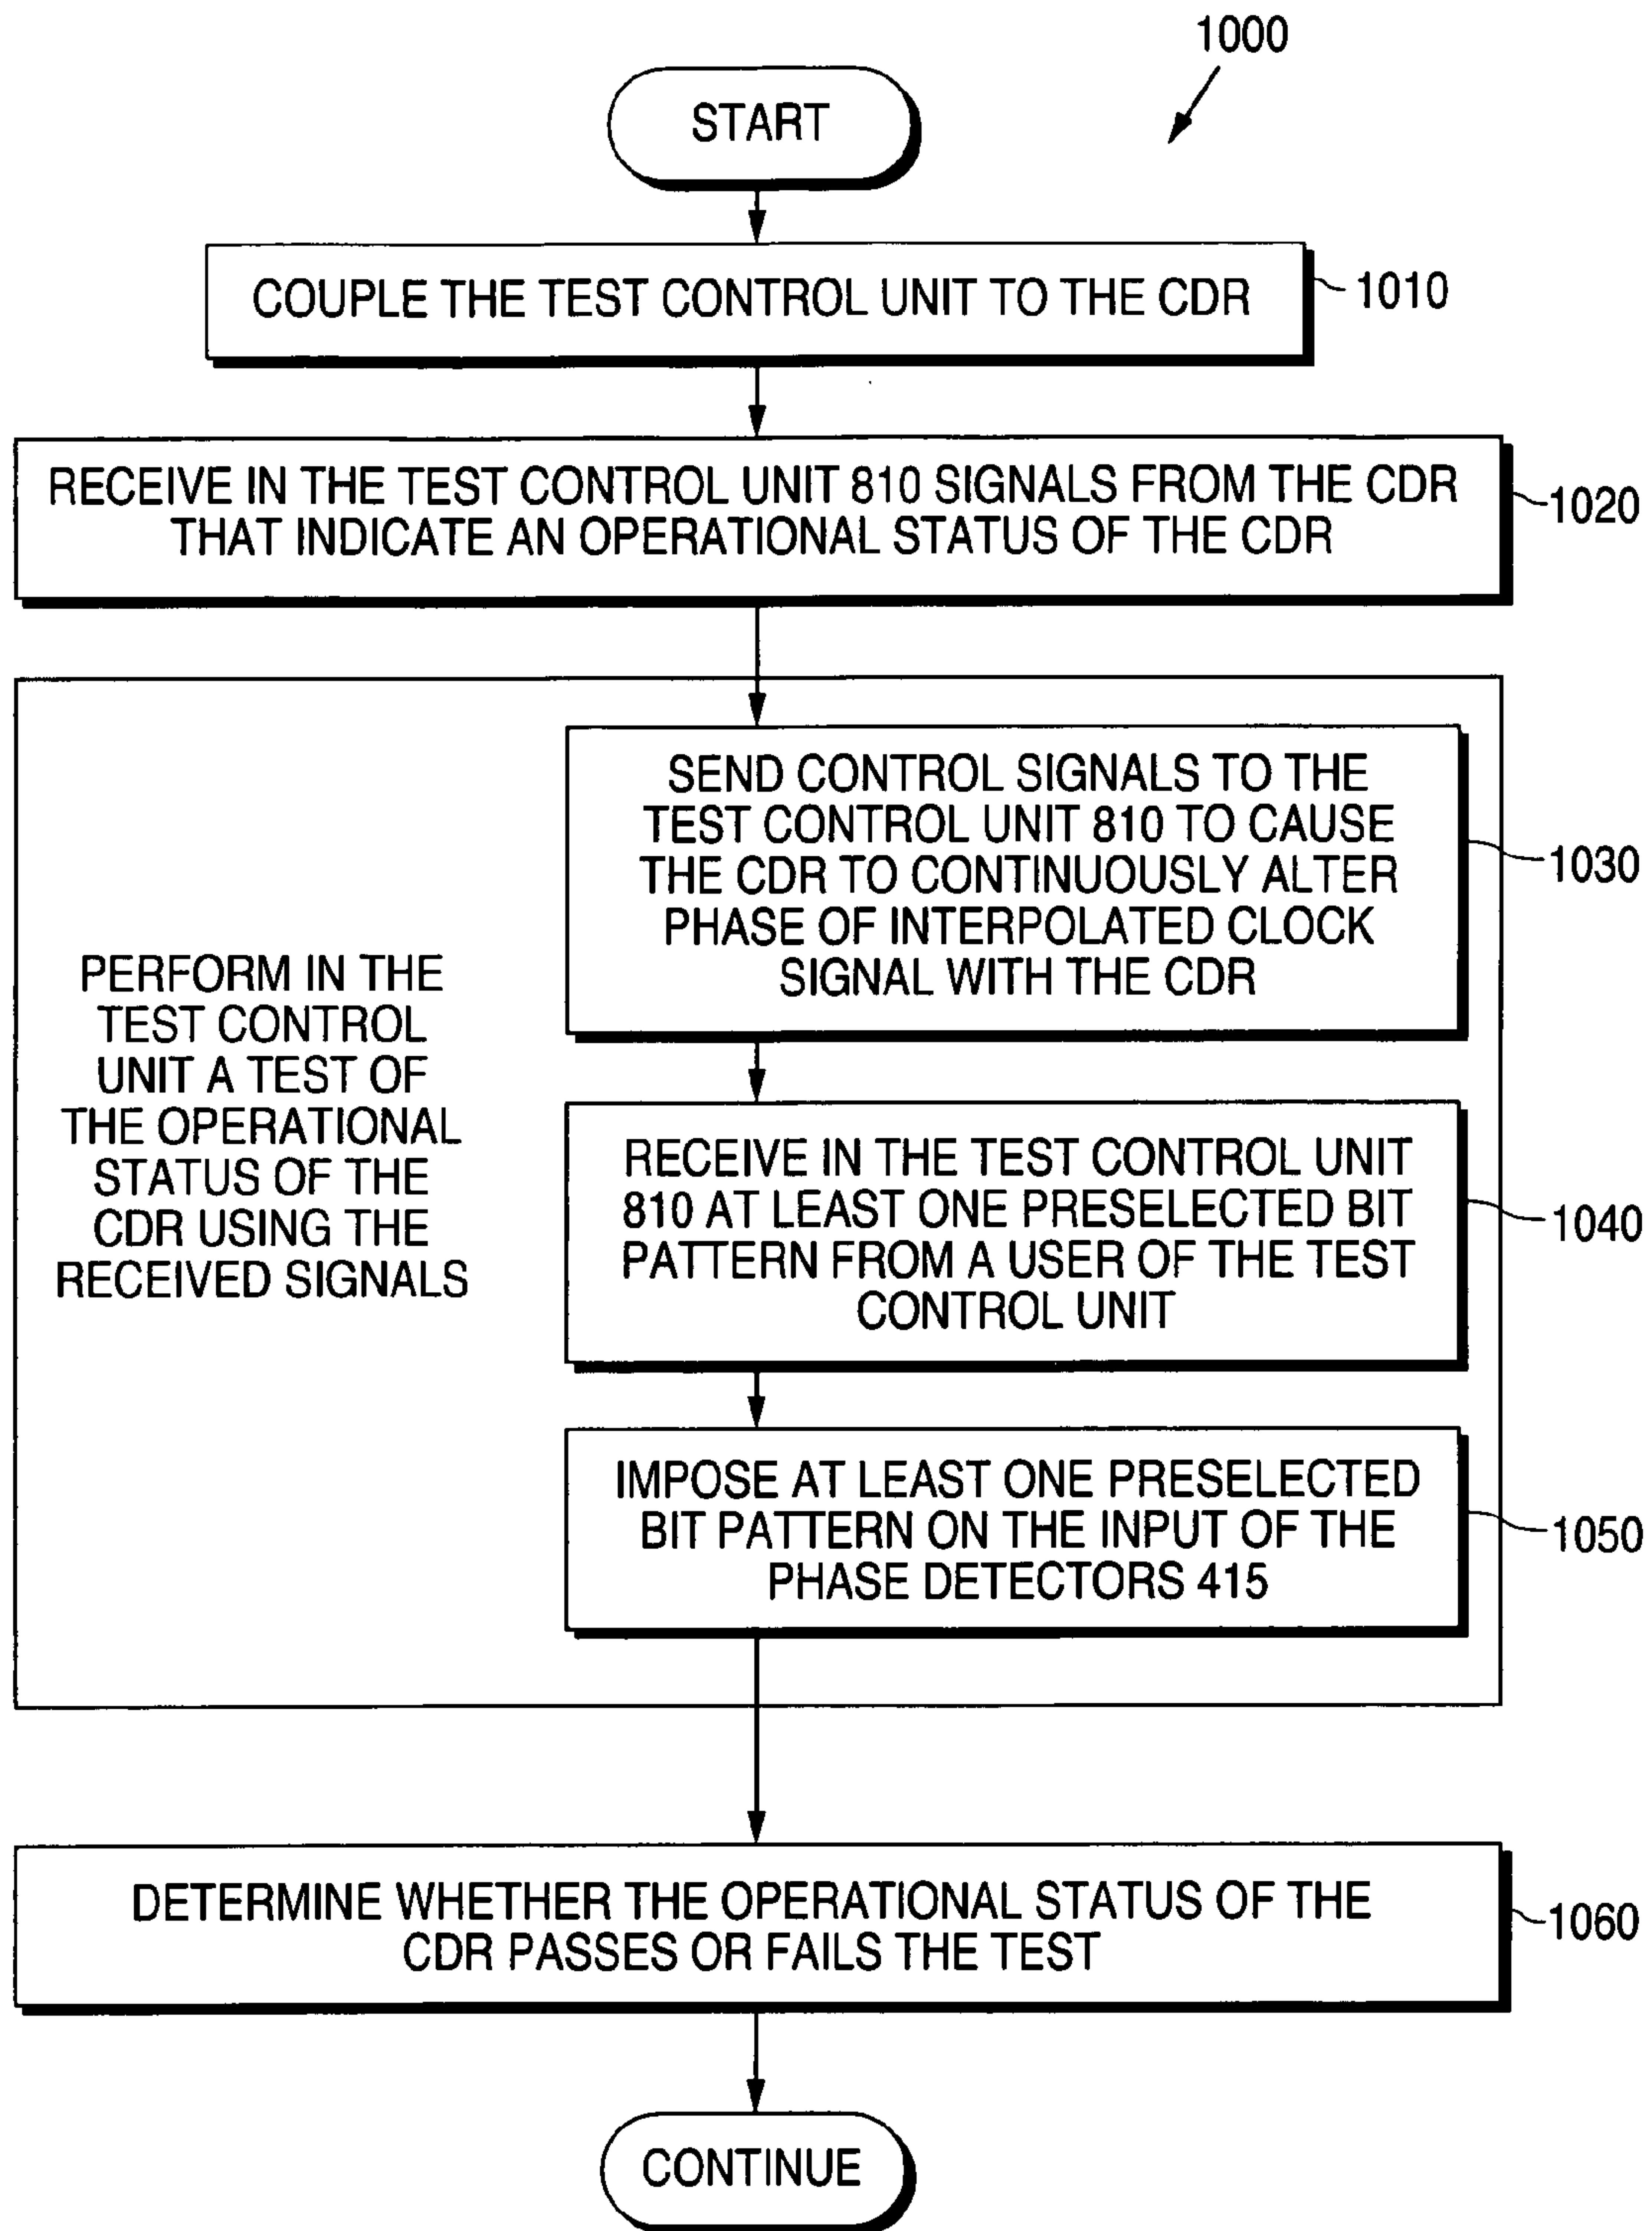 1000
START
COUPLE THE TEST CONTROL UNIT TO THE CDR
1010
RECEIVE IN THE TEST CONTROL UNIT 810 SIGNALS FROM THE CDR
THAT INDICATE AN OPERATIONAL STATUS OF THE CDR
1020
PERFORM IN THE
TEST CONTROL
UNIT A TEST OF
THE OPERATIONAL
STATUS OF THE
CDR USING THE
RECEIVED SIGNALS
SEND CONTROL SIGNALS TO THE
TEST CONTROL UNIT 810 TO CAUSE
THE CDR TO CONTINUOUSLY ALTER
PHASE OF INTERPOLATED CLOCK
SIGNAL WITH THE CDR
1030
RECEIVE IN THE TEST CONTROL UNIT
810 AT LEAST ONE PRESELECTED BIT
PATTERN FROM A USER OF THE TEST
CONTROL UNIT
1040
IMPOSE AT LEAST ONE PRESELECTED
BIT PATTERN ON THE INPUT OF THE
PHASE DETECTORS 415
1050
DETERMINE WHETHER THE OPERATIONAL STATUS OF THE
CDR PASSES OR FAILS THE TEST
1060
CONTINUE